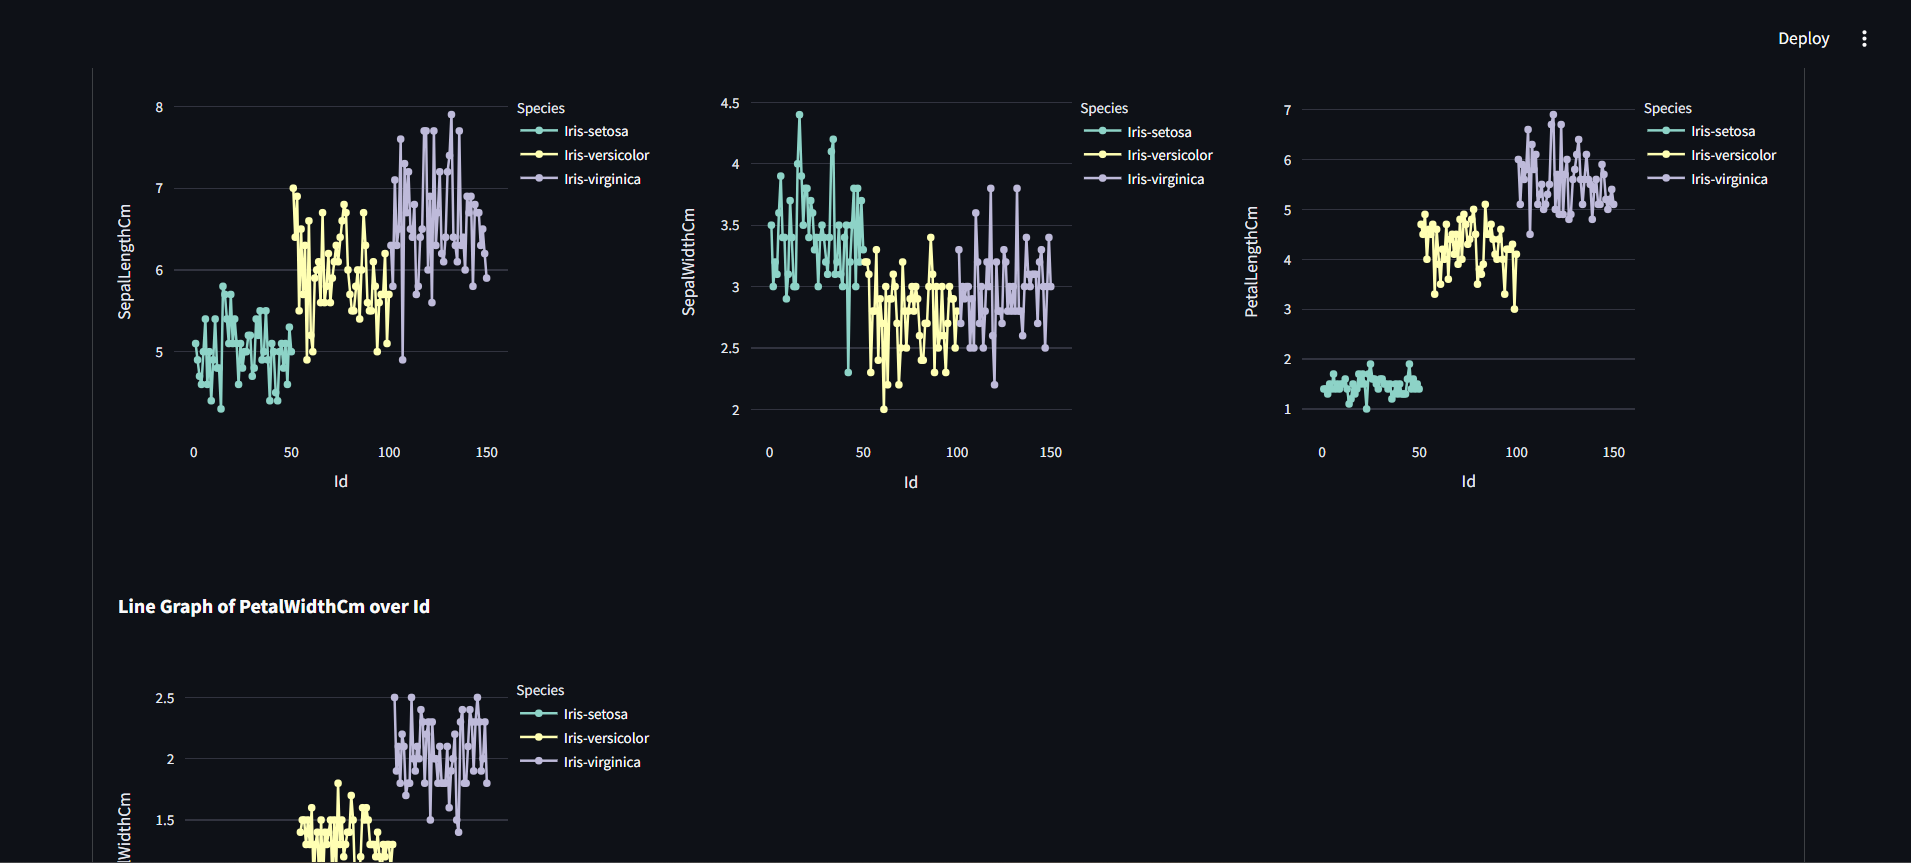 Deploy
8
7
6
5
SepalLengthCm
0 50 100 150
Id
Species
Iris-setosa
Iris-versicolor
Iris-virginica
4.5
4
3.5
3
2.5
2
SepalWidthCm
0 50 100 150
Id
Species
Iris-setosa
Iris-versicolor
Iris-virginica
7
6
5
4
3
2
1
PetalLengthCm
0 50 100 150
Id
Species
Iris-setosa
Iris-versicolor
Iris-virginica
Line Graph of PetalWidthCm over Id
2.5
2
1.5
lWidthCm
Species
Iris-setosa
Iris-versicolor
Iris-virginica